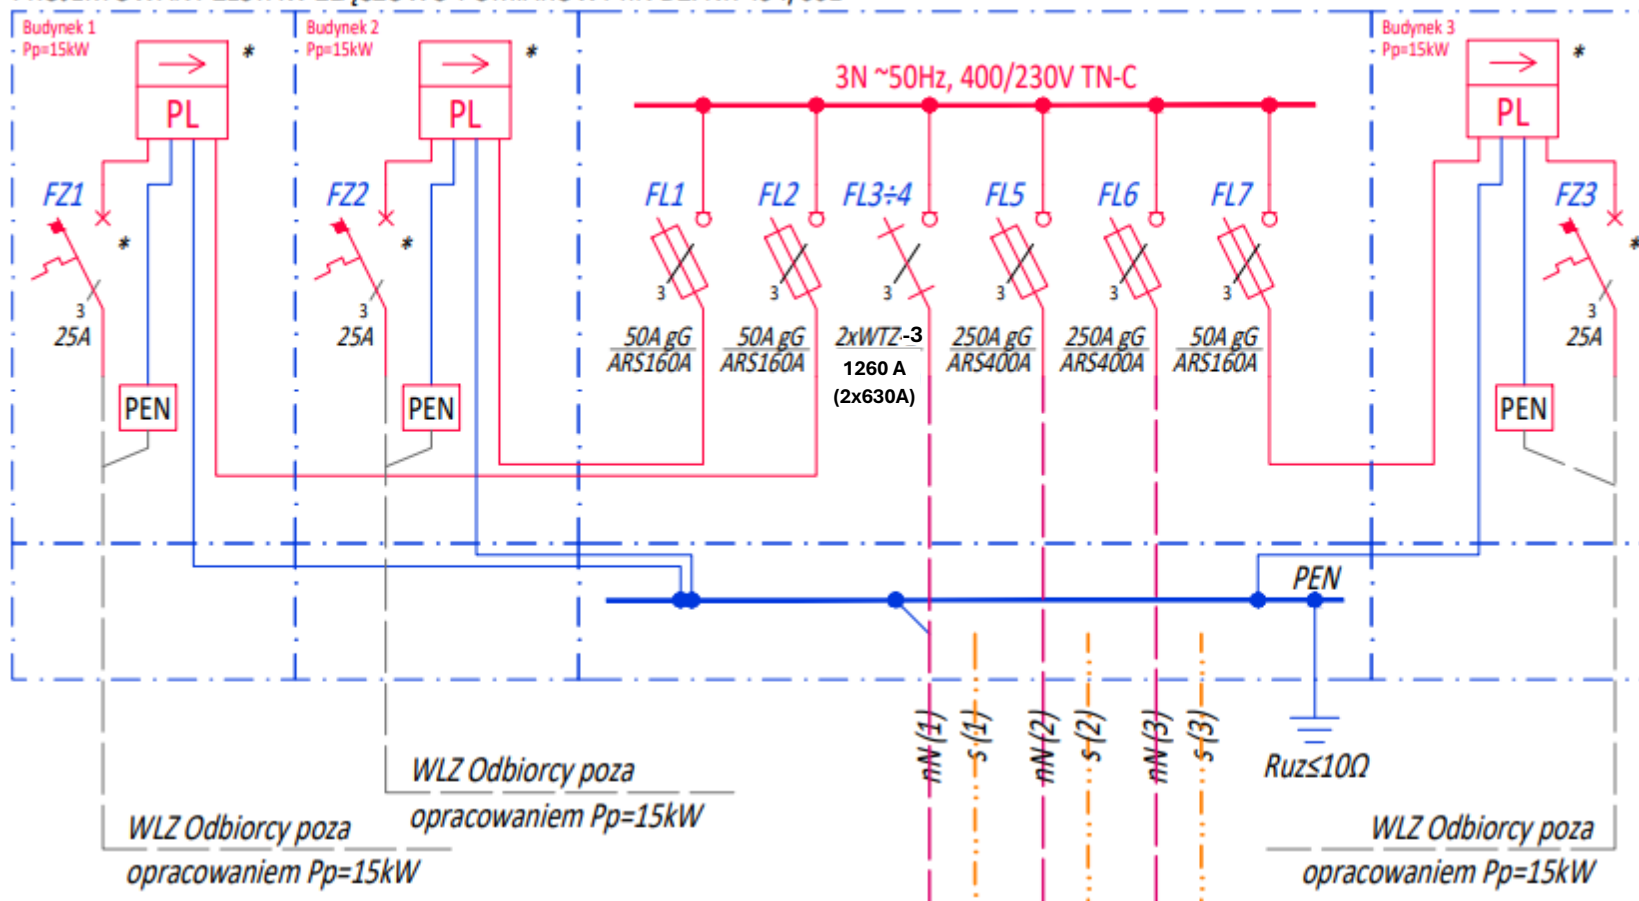 Budynek 1
Pp=15kW
*
PL
FZ1
*
3
25A
PEN
Budynek 2
Pp=15kW
*
PL
FZ2
*
3
25A
PEN
3N ~50Hz, 400/230V TN-C
FL1
FL2
FL3÷4
FL5
FL6
FL7
3
3
3
3
3
3
50A gG
ARS160A
50A gG
ARS160A
2xWTZ-3
1260 A
(2x630A)
250A gG
ARS400A
250A gG
ARS400A
50A gG
ARS160A
Budynek 3
Pp=15kW
*
PL
FZ3
*
3
25A
PEN
PEN
nN (1)
s (1)
nN (2)
s (2)
nN (3)
s (3)
Ruz≤10Ω
WLZ Odbiorcy poza
opracowaniem Pp=15kW
WLZ Odbiorcy poza
opracowaniem Pp=15kW
WLZ Odbiorcy poza
opracowaniem Pp=15kW